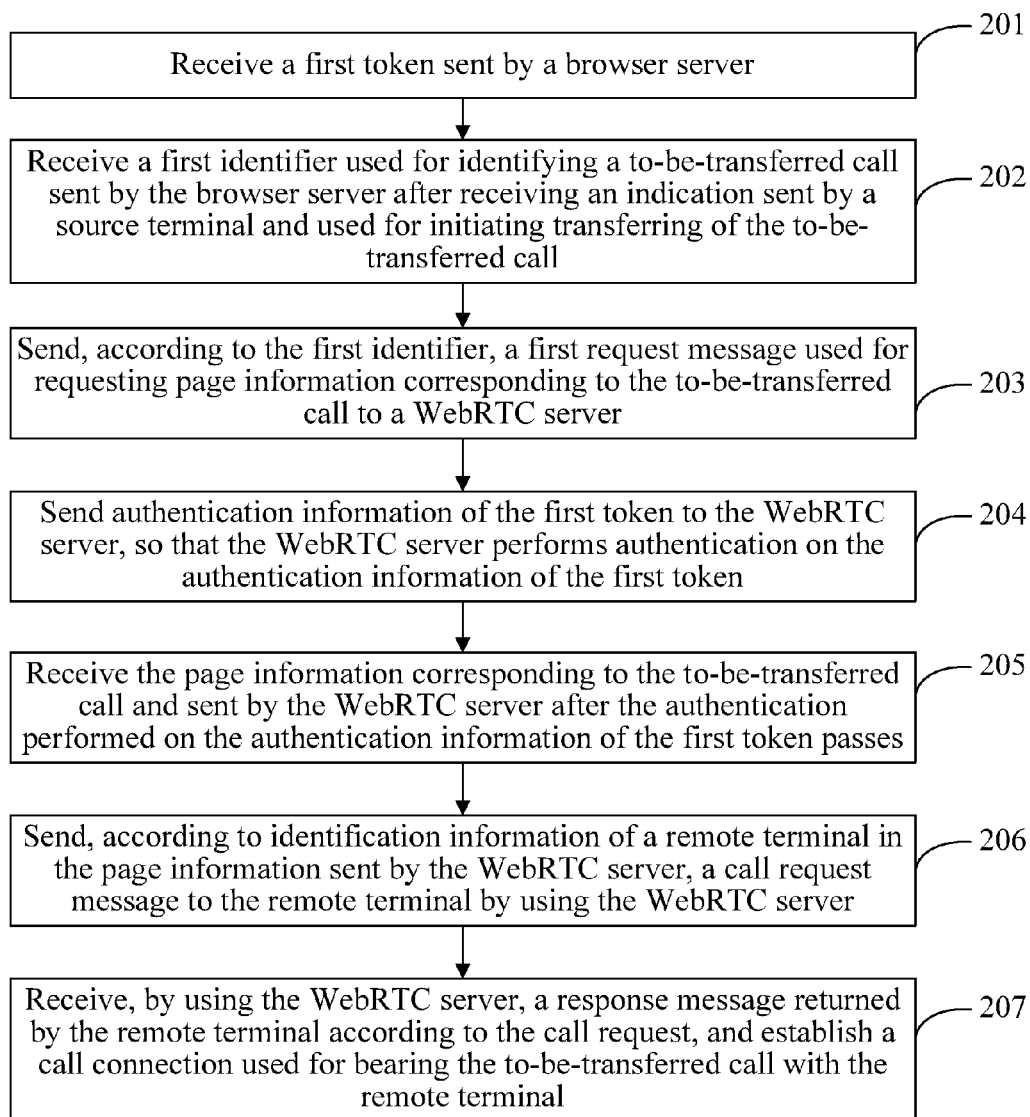 201
Receive a first token sent by a browser server
Receive a first identifier used for identifying a to-be-transferred call
sent by the browser server after receiving an indication sent by a
source terminal and used for initiating transferring of the to-be-
transferred call
202
Send, according to the first identifier, a first request message used for
requesting page information corresponding to the to-be-transferred
call to a WebRTC server
203
Send authentication information of the first token to the WebRTC
server, so that the WebRTC server performs authentication on the
authentication information of the first token
204
Receive the page information corresponding to the to-be-transferred
call and sent by the WebRTC server after the authentication
performed on the authentication information of the first token passes
205
Send, according to identification information of a remote terminal in
the page information sent by the WebRTC server, a call request
message to the remote terminal by using the WebRTC server
206
Receive, by using the WebRTC server, a response message returned
by the remote terminal according to the call request, and establish a
call connection used for bearing the to-be-transferred call with the
remote terminal
207